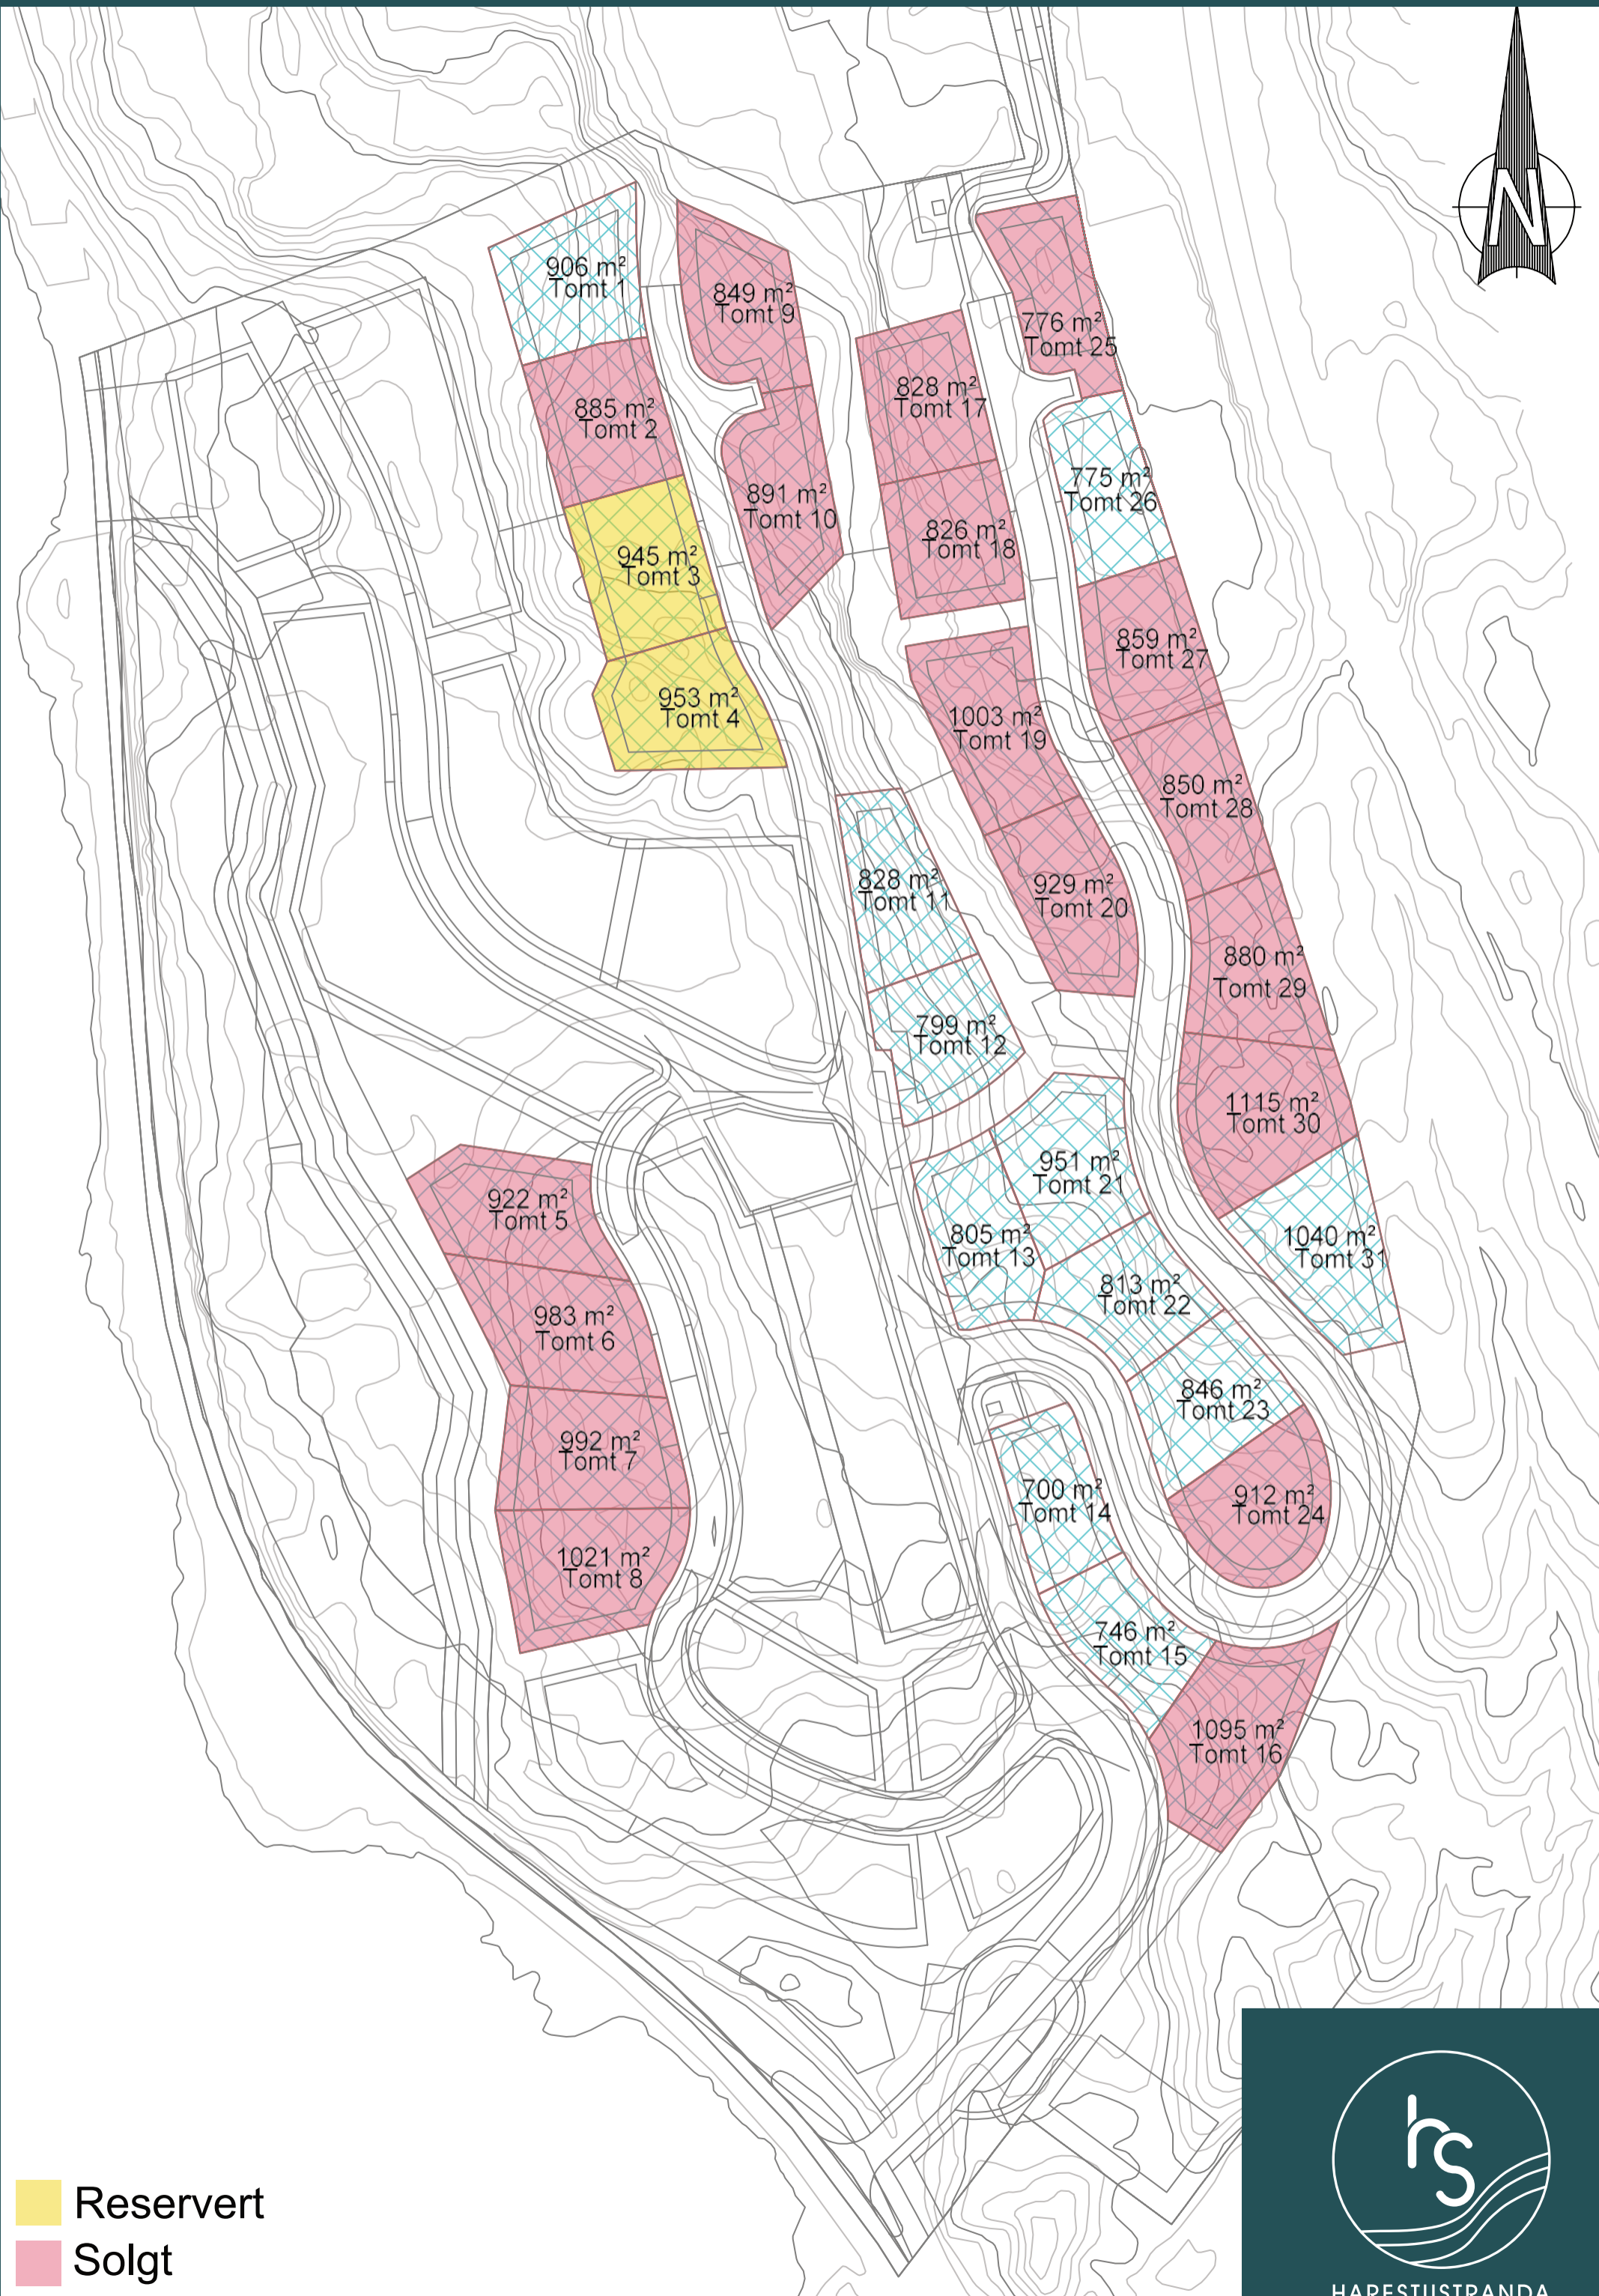 N
906 m²
Tomt 1
885 m²
Tomt 2
945 m²
Tomt 3
953 m²
Tomt 4
849 m²
Tomt 9
891 m²
Tomt 10
828 m²
Tomt 17
826 m²
Tomt 18
776 m²
Tomt 25
775 m²
Tomt 26
859 m²
Tomt 27
1003 m²
Tomt 19
850 m²
Tomt 28
929 m²
Tomt 20
828 m²
Tomt 11
880 m²
Tomt 29
799 m²
Tomt 12
1115 m²
Tomt 30
951 m²
Tomt 21
805 m²
Tomt 13
1040 m²
Tomt 31
813 m²
Tomt 22
846 m²
Tomt 23
922 m²
Tomt 5
983 m²
Tomt 6
992 m²
Tomt 7
1021 m²
Tomt 8
700 m²
Tomt 14
912 m²
Tomt 24
746 m²
Tomt 15
1095 m²
Tomt 16
Reservert
Solgt
hs
HARESTUSTRANDA